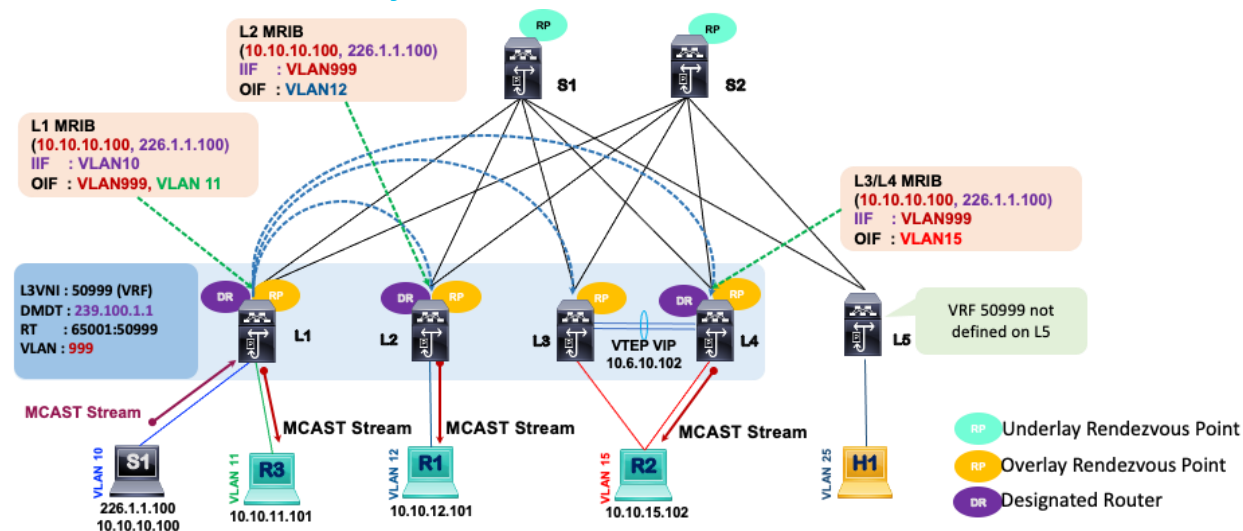 L2 MRIB
(10.10.10.100, 226.1.1.100)
IIF : VLAN999
OIF : VLAN12
RP
S1
RP
S2
L1 MRIB
(10.10.10.100, 226.1.1.100)
IIF : VLAN10
OIF : VLAN999, VLAN 11
L3/L4 MRIB
(10.10.10.100, 226.1.1.100)
IIF : VLAN999
OIF : VLAN15
L3VNI : 50999 (VRF)
DMDT : 239.100.1.1
RT : 65001:50999
VLAN : 999
DR
RP
L1
DR
RP
L2
RP
L3
DR
RP
L4
VTEP VIP
10.6.10.102
L5
VRF 50999 not
defined on L5
MCAST Stream
MCAST Stream
MCAST Stream
MCAST Stream
VLAN 10
S1
226.1.1.100
10.10.10.100
VLAN 11
R3
10.10.11.101
VLAN 12
R1
10.10.12.101
VLAN 15
R2
10.10.15.102
VLAN 25
H1
RP Underlay Rendezvous Point
RP Overlay Rendezvous Point
DR Designated Router